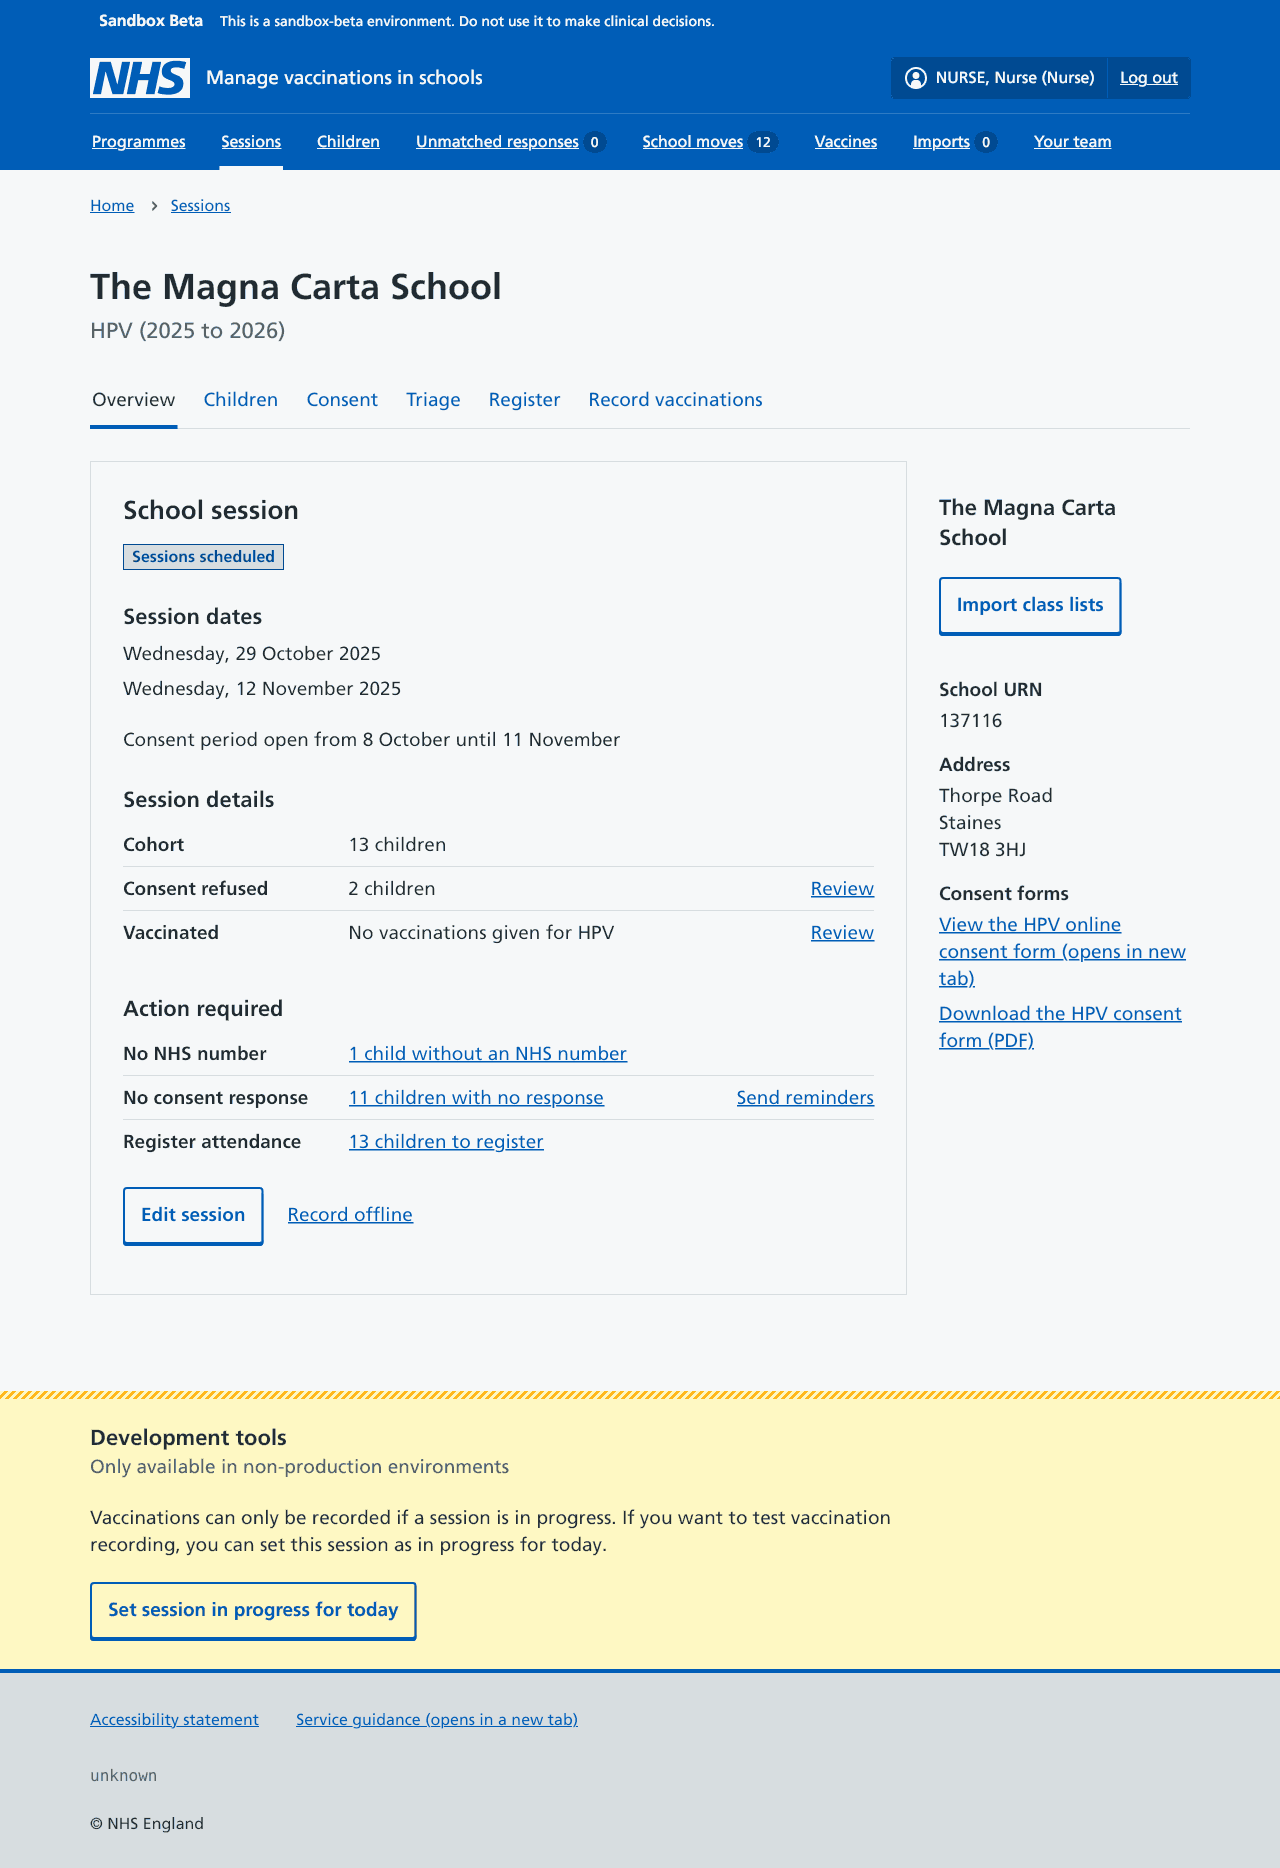 Sandbox Beta This is a sandbox-beta environment. Do not use it to make clinical decisions.
NHS Manage vaccinations in schools NURSE, Nurse (Nurse) Log out
Programmes Sessions Children Unmatched responses 0 School moves 12 Vaccines Imports 0 Your team
Home › Sessions
The Magna Carta School
HPV (2025 to 2026)
Overview Children Consent Triage Register Record vaccinations
School session
Sessions scheduled
Session dates
Wednesday, 29 October 2025
Wednesday, 12 November 2025
Consent period open from 8 October until 11 November
Session details
Cohort 13 children
Consent refused 2 children Review
Vaccinated No vaccinations given for HPV Review
Action required
No NHS number 1 child without an NHS number
No consent response 11 children with no response Send reminders
Register attendance 13 children to register
Edit session Record offline
The Magna Carta
School
Import class lists
School URN
137116
Address
Thorpe Road
Staines
TW18 3HJ
Consent forms
View the HPV online
consent form (opens in new
tab)
Download the HPV consent
form (PDF)
Development tools
Only available in non-production environments
Vaccinations can only be recorded if a session is in progress. If you want to test vaccination
recording, you can set this session as in progress for today.
Set session in progress for today
Accessibility statement Service guidance (opens in a new tab)
unknown
© NHS England